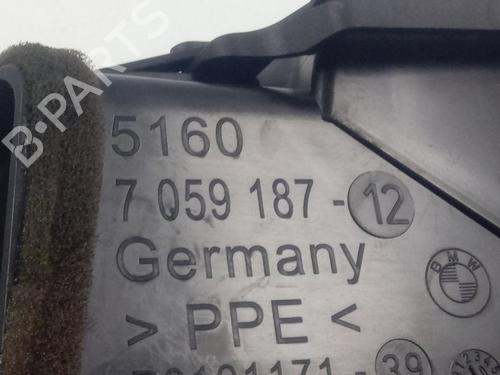 B-PARTS
5160
7 059 187-12
Germany
BMW
> PPE <